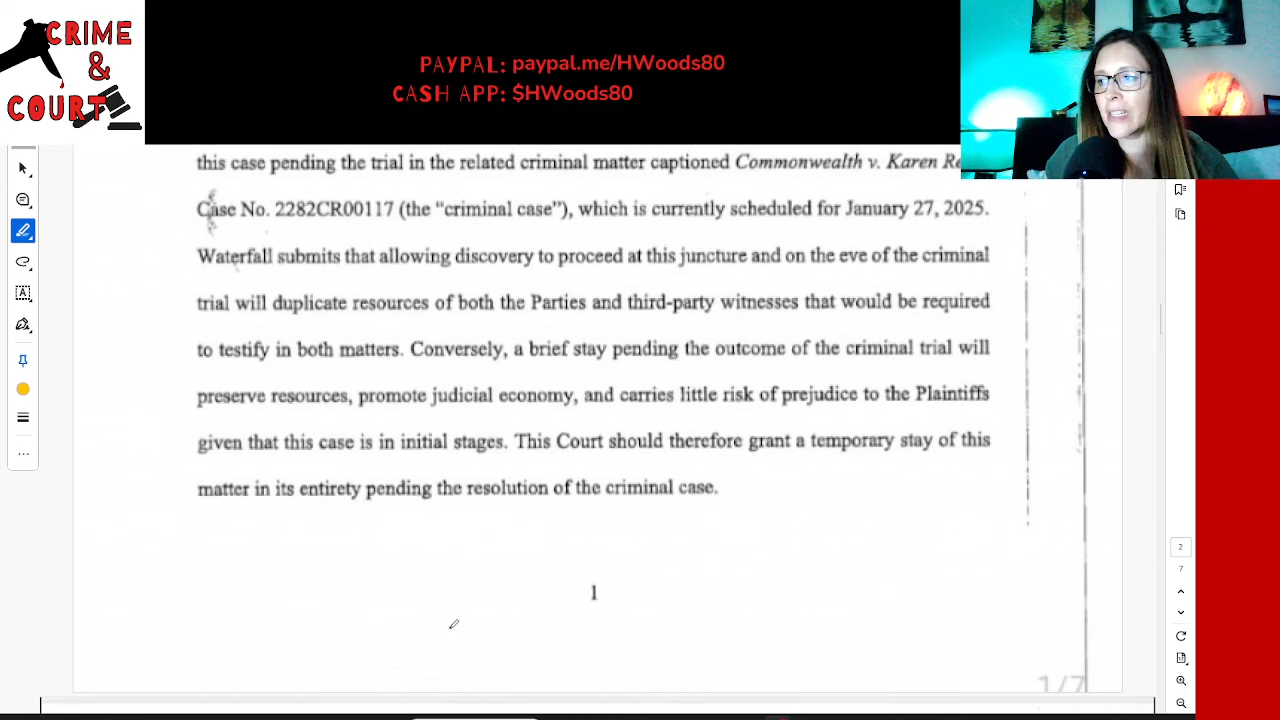 CRIME
&
COURT
PAYPAL: paypal.me/HWoods80
CASH APP: $HWoods80
this case pending the trial in the related criminal matter captioned Commonwealth v. Karen
Case No. 2282CR00117 (the “criminal case”), which is currently scheduled for January 27, 2025.
Waterfall submits that allowing discovery to proceed at this juncture and on the eve of the criminal
trial will duplicate resources of both the Parties and third-party witnesses that would be required
to testify in both matters. Conversely, a brief stay pending the outcome of the criminal trial will
preserve resources, promote judicial economy, and carries little risk of prejudice to the Plaintiffs
given that this case is in initial stages. This Court should therefore grant a temporary stay of this
matter in its entirety pending the resolution of the criminal case.
1
1/7
2
7